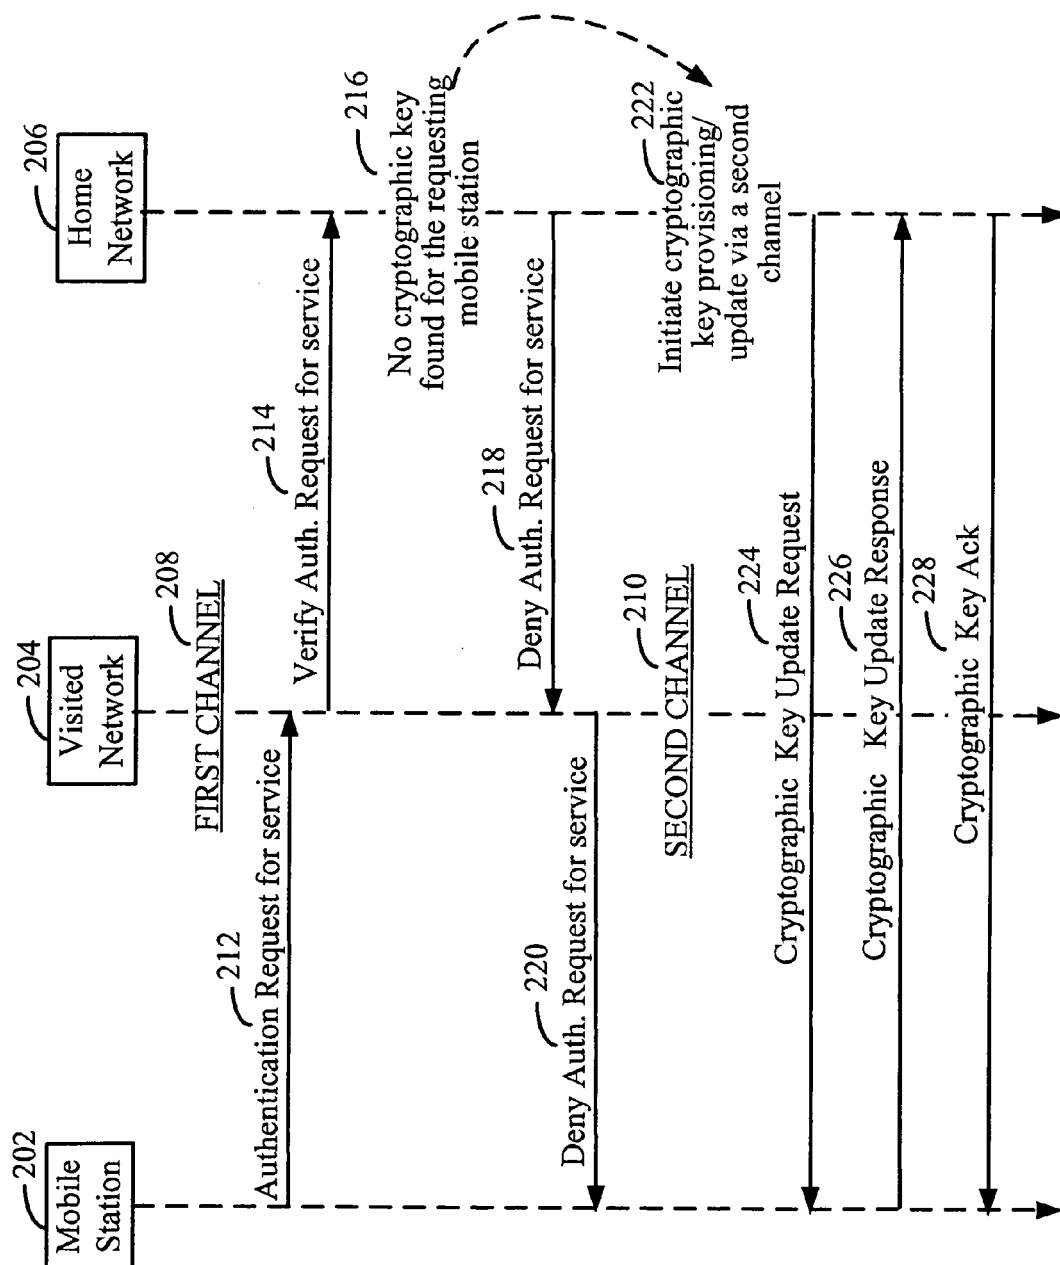 202
Mobile
Station
204
Visited
Network
206
Home
Network
FIRST CHANNEL
208
212
Authentication Request for service
214
Verify Auth. Request for service
216
No cryptographic key
found for the requesting
mobile station
218
Deny Auth. Request for service
220
Deny Auth. Request for service
SECOND CHANNEL
210
222
Initiate cryptographic
key provisioning/
update via a second
channel
224
Cryptographic Key Update Request
226
Cryptographic Key Update Response
228
Cryptographic Key Ack